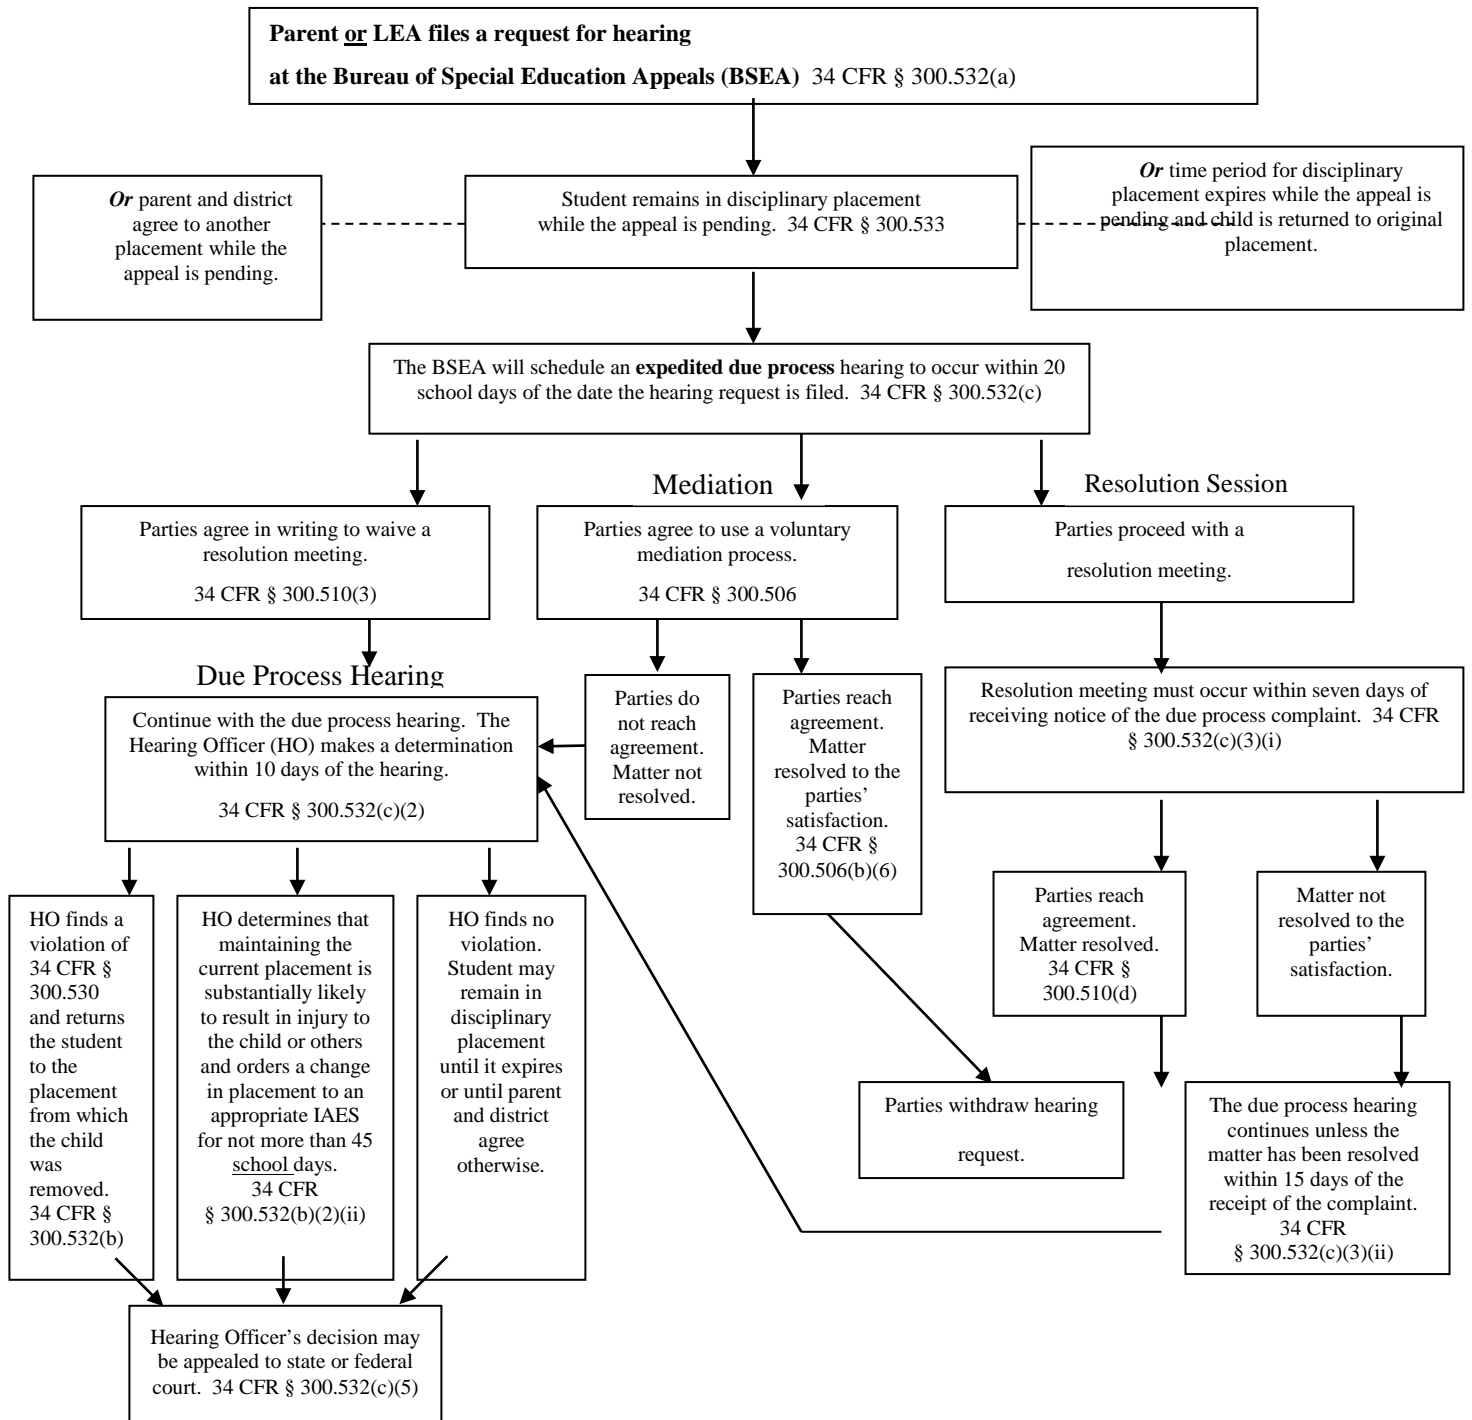 Parent or LEA files a request for hearing
at the Bureau of Special Education Appeals (BSEA) 34 CFR § 300.532(a)
Or parent and district
agree to another
placement while the
appeal is pending.
Student remains in disciplinary placement
while the appeal is pending. 34 CFR § 300.533
Or time period for disciplinary
placement expires while the appeal is
pending and child is returned to original
placement.
The BSEA will schedule an expedited due process hearing to occur within 20
school days of the date the hearing request is filed. 34 CFR § 300.532(c)
Parties agree in writing to waive a
resolution meeting.
34 CFR § 300.510(3)
Mediation
Parties agree to use a voluntary
mediation process.
34 CFR § 300.506
Resolution Session
Parties proceed with a
resolution meeting.
Due Process Hearing
Continue with the due process hearing. The
Hearing Officer (HO) makes a determination
within 10 days of the hearing.
34 CFR § 300.532(c)(2)
Parties do
not reach
agreement.
Matter not
resolved.
Parties reach
agreement.
Matter
resolved to the
parties’
satisfaction.
34 CFR §
300.506(b)(6)
Resolution meeting must occur within seven days of
receiving notice of the due process complaint. 34 CFR
§ 300.532(c)(3)(i)
HO finds a
violation of
34 CFR §
300.530
and returns
the student
to the
placement
from which
the child
was
removed.
34 CFR §
300.532(b)
HO determines that
maintaining the
current placement is
substantially likely
to result in injury to
the child or others
and orders a change
in placement to an
appropriate IAES
for not more than 45
school days.
34 CFR
§ 300.532(b)(2)(ii)
HO finds no
violation.
Student may
remain in
disciplinary
placement
until it expires
or until parent
and district
agree
otherwise.
Parties reach
agreement.
Matter resolved.
34 CFR §
300.510(d)
Matter not
resolved to the
parties’
satisfaction.
Parties withdraw hearing
request.
The due process hearing
continues unless the
matter has been resolved
within 15 days of the
receipt of the complaint.
34 CFR
§ 300.532(c)(3)(ii)
Hearing Officer’s decision may
be appealed to state or federal
court. 34 CFR § 300.532(c)(5)